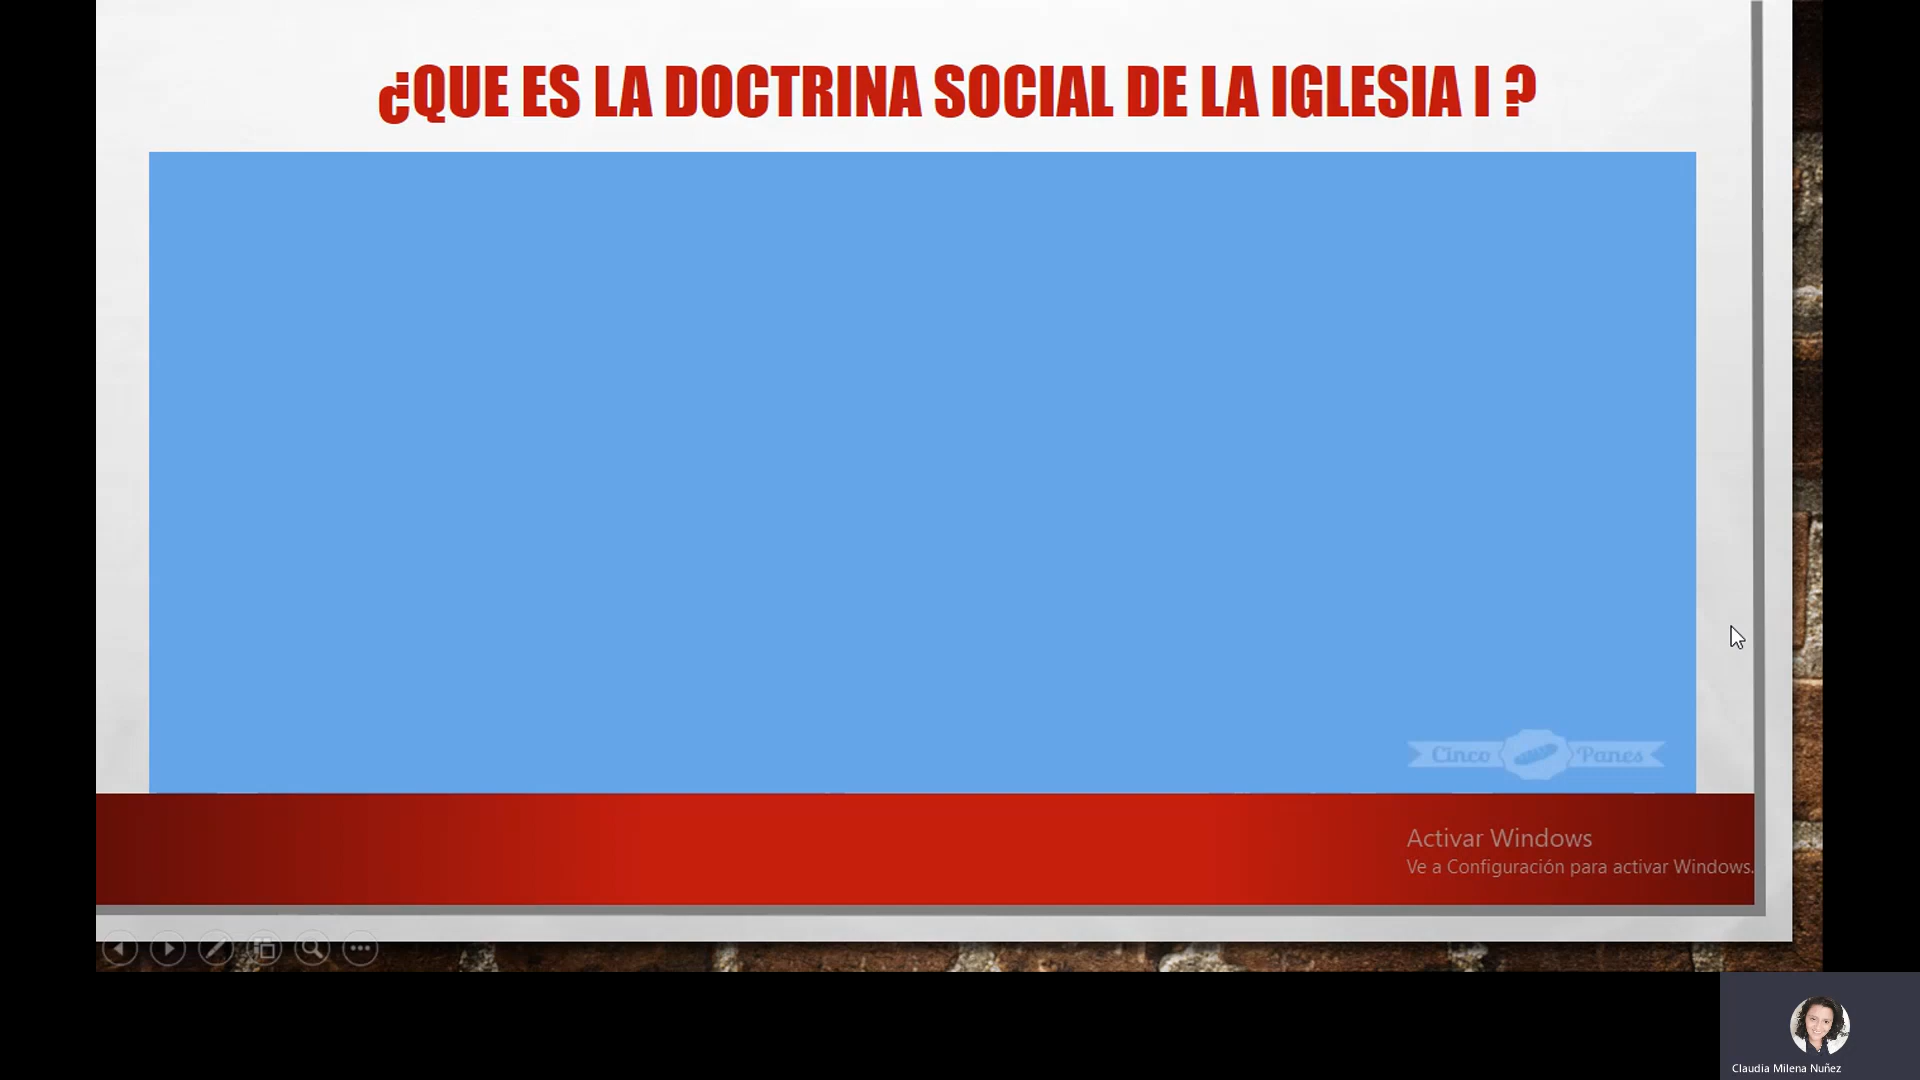 ¿QUE ES LA DOCTRINA SOCIAL DE LA IGLESIA I ?
Cinco Panes
Activar Windows
Ve a Configuración para activar Windows.
Claudia Milena Nuñez